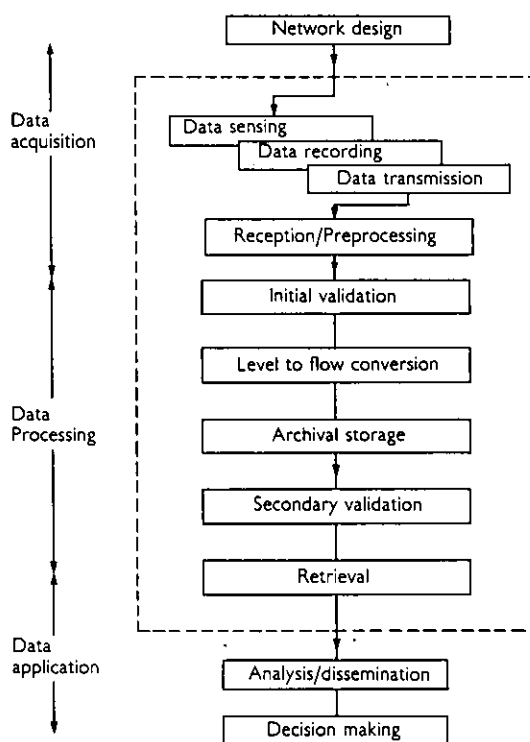 Network design
Data
acquisition
Data sensing
Data recording
Data transmission
Reception/Preprocessing
Initial validation
Level to flow conversion
Data
Processing
Archival storage
Secondary validation
Retrieval
Data
application
Analysis/dissemination
Decision making